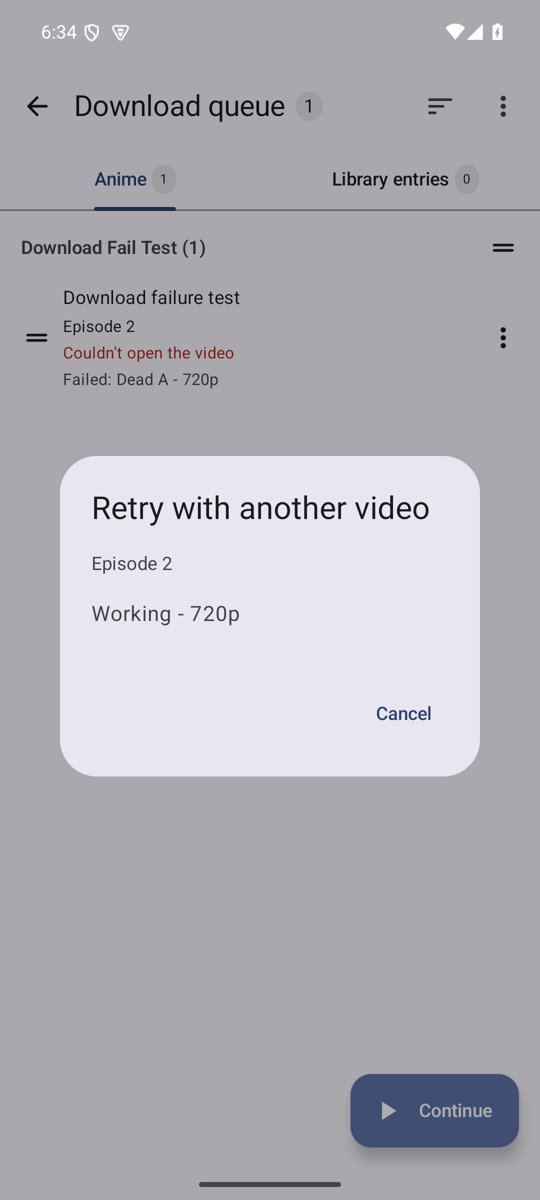 6:34
Download queue 1
Anime 1
Library entries 0
Download Fail Test (1)
Download failure test
Episode 2
Couldn't open the video
Failed: Dead A - 720p
Retry with another video
Episode 2
Working - 720p
Cancel
Continue